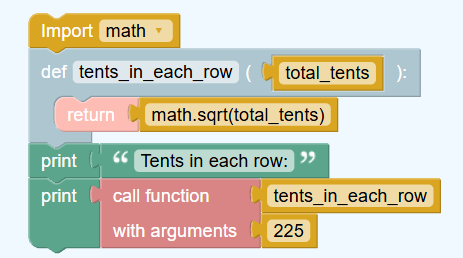 Import math
def tents_in_each_row ( total_tents ):
return math.sqrt(total_tents)
print “ Tents in each row: ”
print call function tents_in_each_row
with arguments 225